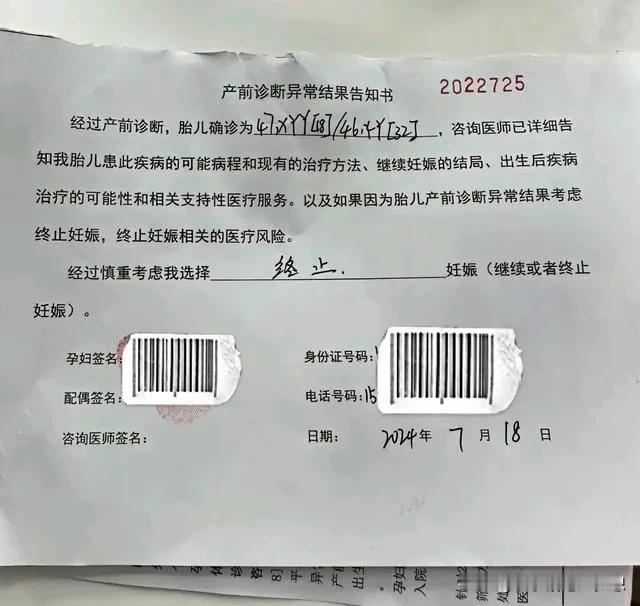 产前诊断异常结果告知书
2022725
经过产前诊断，胎儿确诊为47,XYY[18]/46,XY[32]，咨询医师已详细告
知我胎儿患此疾病的可能病程和现有的治疗方法、继续妊娠的结局、出生后疾病
治疗的可能性和相关支持性医疗服务。以及如果因为胎儿产前诊断异常结果考虑
终止妊娠，终止妊娠相关的医疗风险。
经过慎重考虑我选择 终止. 妊娠（继续或者终止
妊娠）。
孕妇签名: 身份证号码:
配偶签名: 电话号码: 15
咨询医师签名: 日期: 2024年 7 月 18 日